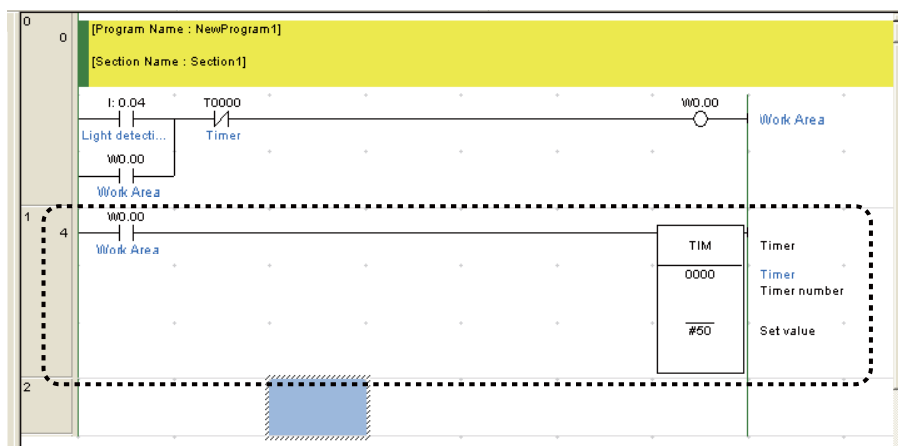 0
0
[Program Name : NewProgram1]
[Section Name : Section1]
I: 0.04 T0000 W0.00
Work Area
Light detecti... Timer
W0.00
Work Area
1
4
W0.00
Work Area
TIM Timer
0000 Timer
Timer number
#50 Set value
2